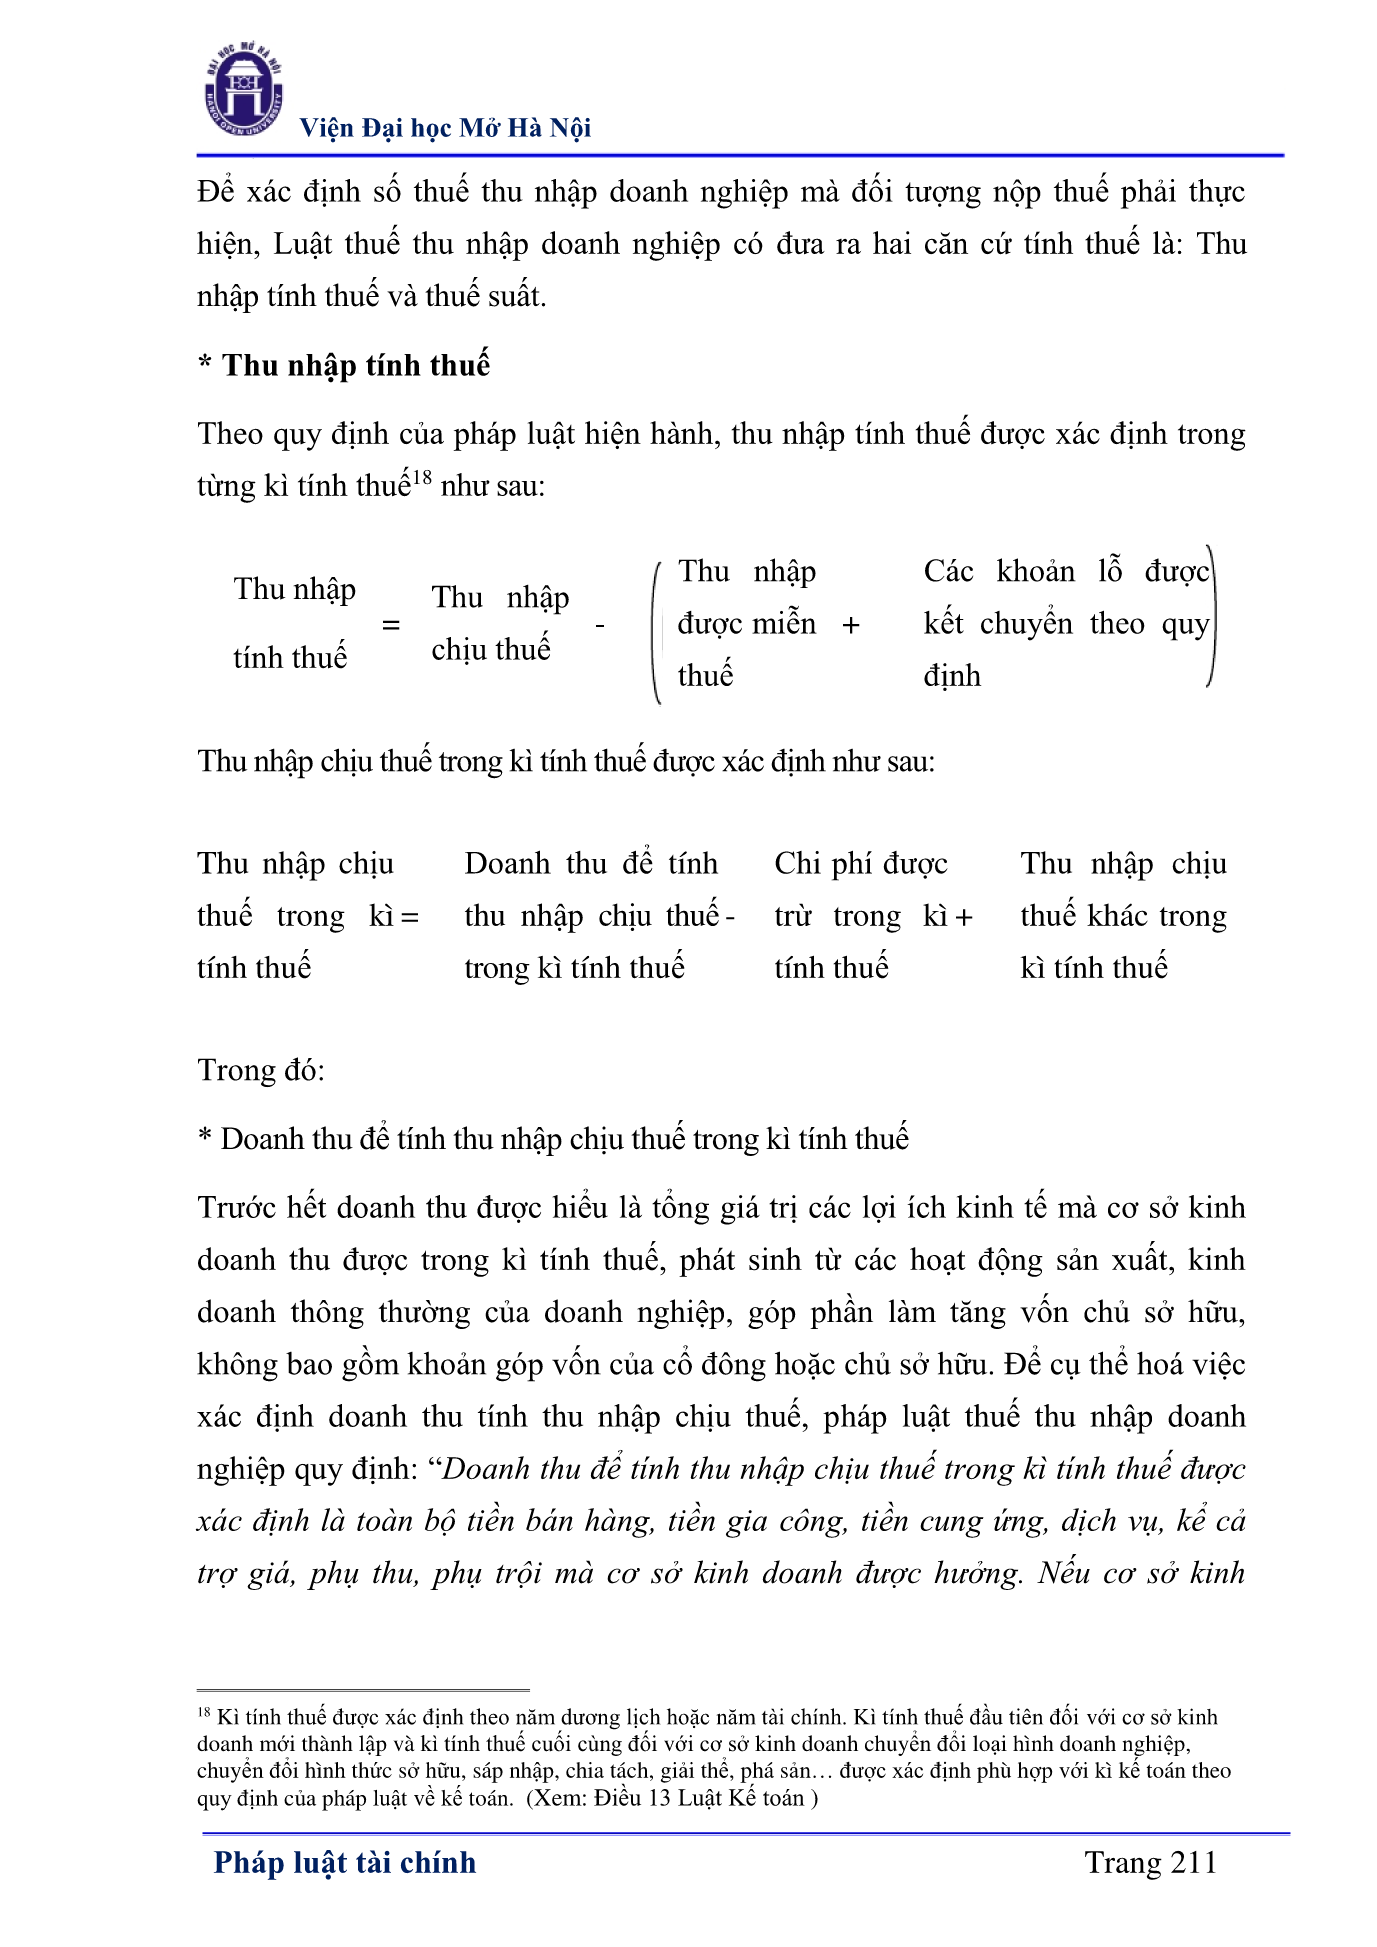 ĐẠI HỌC MỞ HÀ NỘI
HOU
HANOI OPEN UNIVERSITY
Viện Đại học Mở Hà Nội
Để xác định số thuế thu nhập doanh nghiệp mà đối tượng nộp thuế phải thực
hiện, Luật thuế thu nhập doanh nghiệp có đưa ra hai căn cứ tính thuế là: Thu
nhập tính thuế và thuế suất.
* Thu nhập tính thuế
Theo quy định của pháp luật hiện hành, thu nhập tính thuế được xác định trong
từng kì tính thuế18 như sau:
Thu nhập
tính thuế
=
Thu nhập
chịu thuế
-
( Thu nhập
được miễn
thuế
+
Các khoản lỗ được
kết chuyển theo quy
định )
Thu nhập chịu thuế trong kì tính thuế được xác định như sau:
Thu nhập chịu
thuế trong kì
tính thuế
=
Doanh thu để tính
thu nhập chịu thuế
trong kì tính thuế
-
Chi phí được
trừ trong kì
tính thuế
+
Thu nhập chịu
thuế khác trong
kì tính thuế
Trong đó:
* Doanh thu để tính thu nhập chịu thuế trong kì tính thuế
Trước hết doanh thu được hiểu là tổng giá trị các lợi ích kinh tế mà cơ sở kinh
doanh thu được trong kì tính thuế, phát sinh từ các hoạt động sản xuất, kinh
doanh thông thường của doanh nghiệp, góp phần làm tăng vốn chủ sở hữu,
không bao gồm khoản góp vốn của cổ đông hoặc chủ sở hữu. Để cụ thể hoá việc
xác định doanh thu tính thu nhập chịu thuế, pháp luật thuế thu nhập doanh
nghiệp quy định: “Doanh thu để tính thu nhập chịu thuế trong kì tính thuế được
xác định là toàn bộ tiền bán hàng, tiền gia công, tiền cung ứng, dịch vụ, kể cả
trợ giá, phụ thu, phụ trội mà cơ sở kinh doanh được hưởng. Nếu cơ sở kinh
18 Kì tính thuế được xác định theo năm dương lịch hoặc năm tài chính. Kì tính thuế đầu tiên đối với cơ sở kinh
doanh mới thành lập và kì tính thuế cuối cùng đối với cơ sở kinh doanh chuyển đổi loại hình doanh nghiệp,
chuyển đổi hình thức sở hữu, sáp nhập, chia tách, giải thể, phá sản… được xác định phù hợp với kì kế toán theo
quy định của pháp luật về kế toán. (Xem: Điều 13 Luật Kế toán )
Pháp luật tài chính
Trang 211